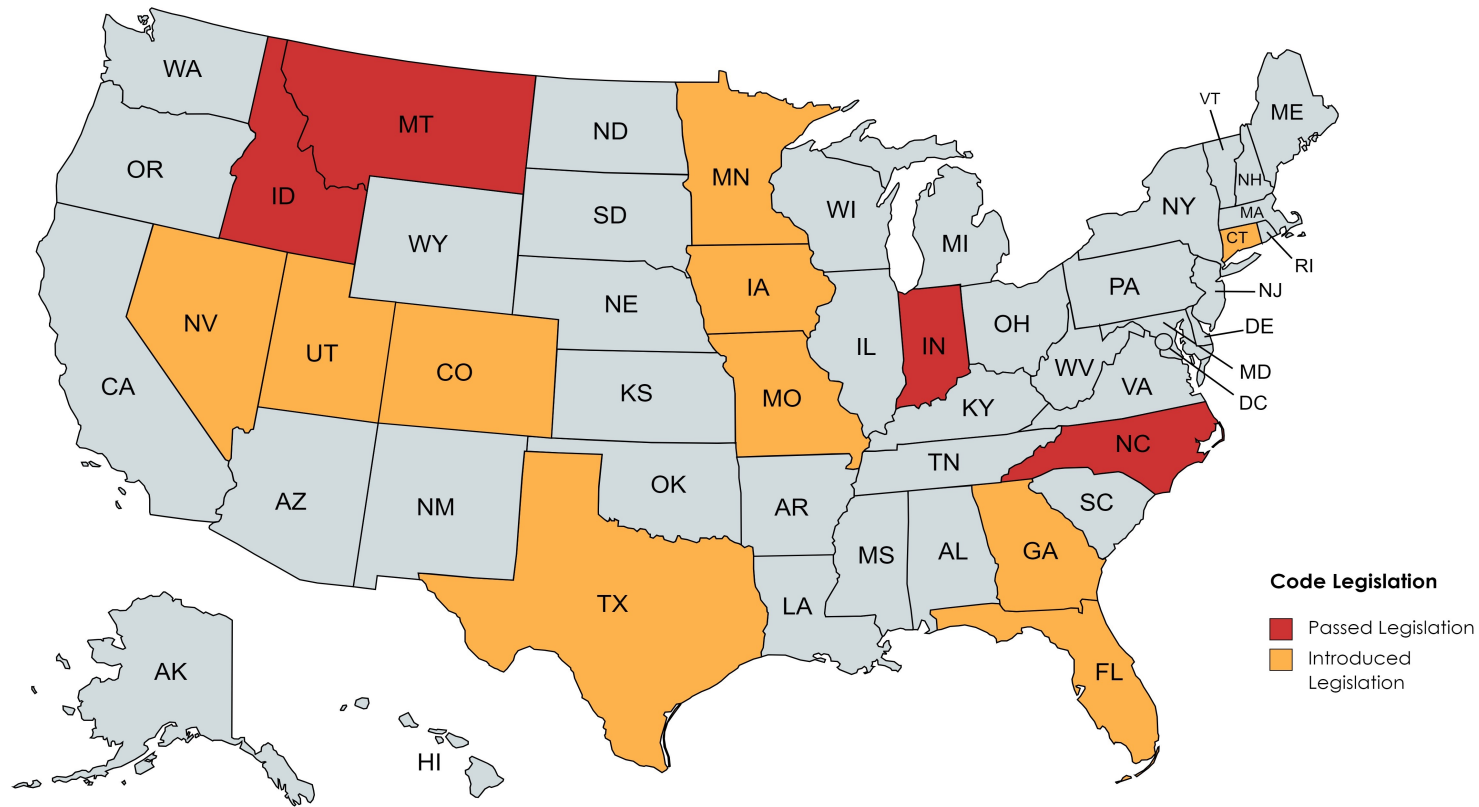 WA
MT
ND
MN
ME
VT
OR
ID
SD
WI
MI
NY
NH
MA
CT
RI
WY
IA
PA
NJ
NV
UT
CO
NE
IL
IN
OH
DE
CA
KS
MO
KY
WV
VA
MD
DC
AZ
NM
OK
AR
TN
NC
SC
TX
LA
MS
AL
GA
FL
AK
HI
Code Legislation
Passed Legislation
Introduced
Legislation